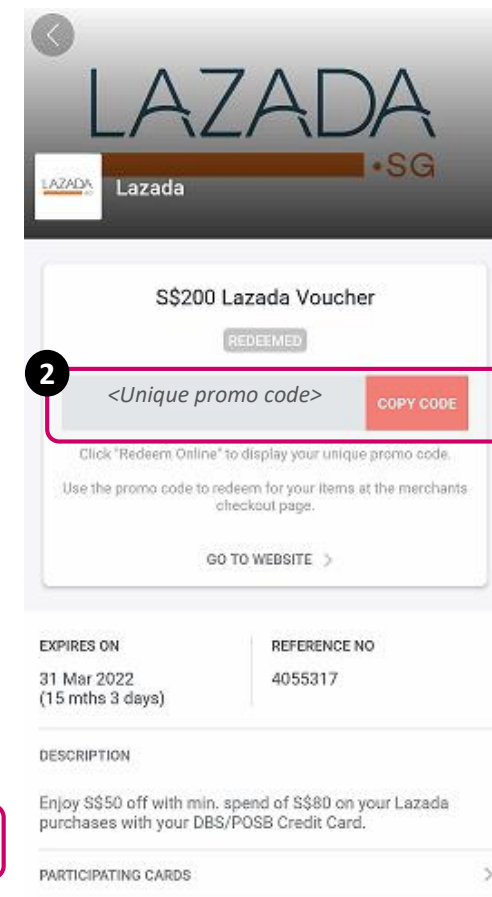 LAZADA
•SG
LAZADA
Lazada
S$200 Lazada Voucher
REDEEMED
2
<Unique promo code>
COPY CODE
Click "Redeem Online" to display your unique promo code.
Use the promo code to redeem for your items at the merchants
checkout page.
GO TO WEBSITE >
EXPIRES ON
REFERENCE NO
31 Mar 2022
4055317
(15 mths 3 days)
DESCRIPTION
Enjoy S$50 off with min. spend of S$80 on your Lazada
purchases with your DBS/POSB Credit Card.
PARTICIPATING CARDS